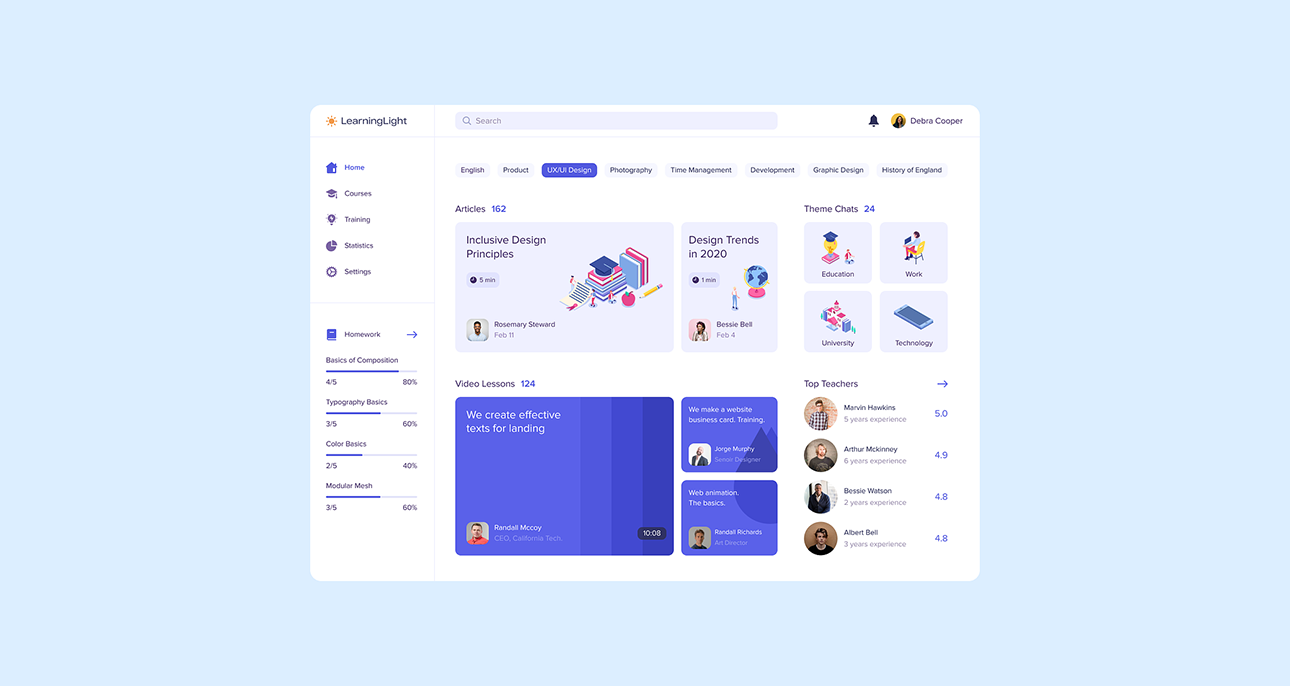 LearningLight
Search
Debra Cooper
Home
Courses
Training
Statistics
Settings
Homework
Basics of Composition
4/5 80%
Typography Basics
3/5 60%
Color Basics
2/5 40%
Modular Mesh
3/5 60%
English Product UX/UI Design Photography Time Management Development Graphic Design History of England
Articles 162
Inclusive Design
Principles
5 min
Rosemary Steward
Feb 11
Design Trends
in 2020
1 min
Bessie Bell
Feb 4
Theme Chats 24
Education
Work
University
Technology
Video Lessons 124
We create effective
texts for landing
Randall Mccoy
CEO, California Tech.
10:08
We make a website
business card. Training.
Jorge Murphy
Senoir Designer
Web animation.
The basics.
Randall Richards
Art Director
Top Teachers
Marvin Hawkins
5 years experience
5.0
Arthur Mckinney
6 years experience
4.9
Bessie Watson
2 years experience
4.8
Albert Bell
3 years experience
4.8